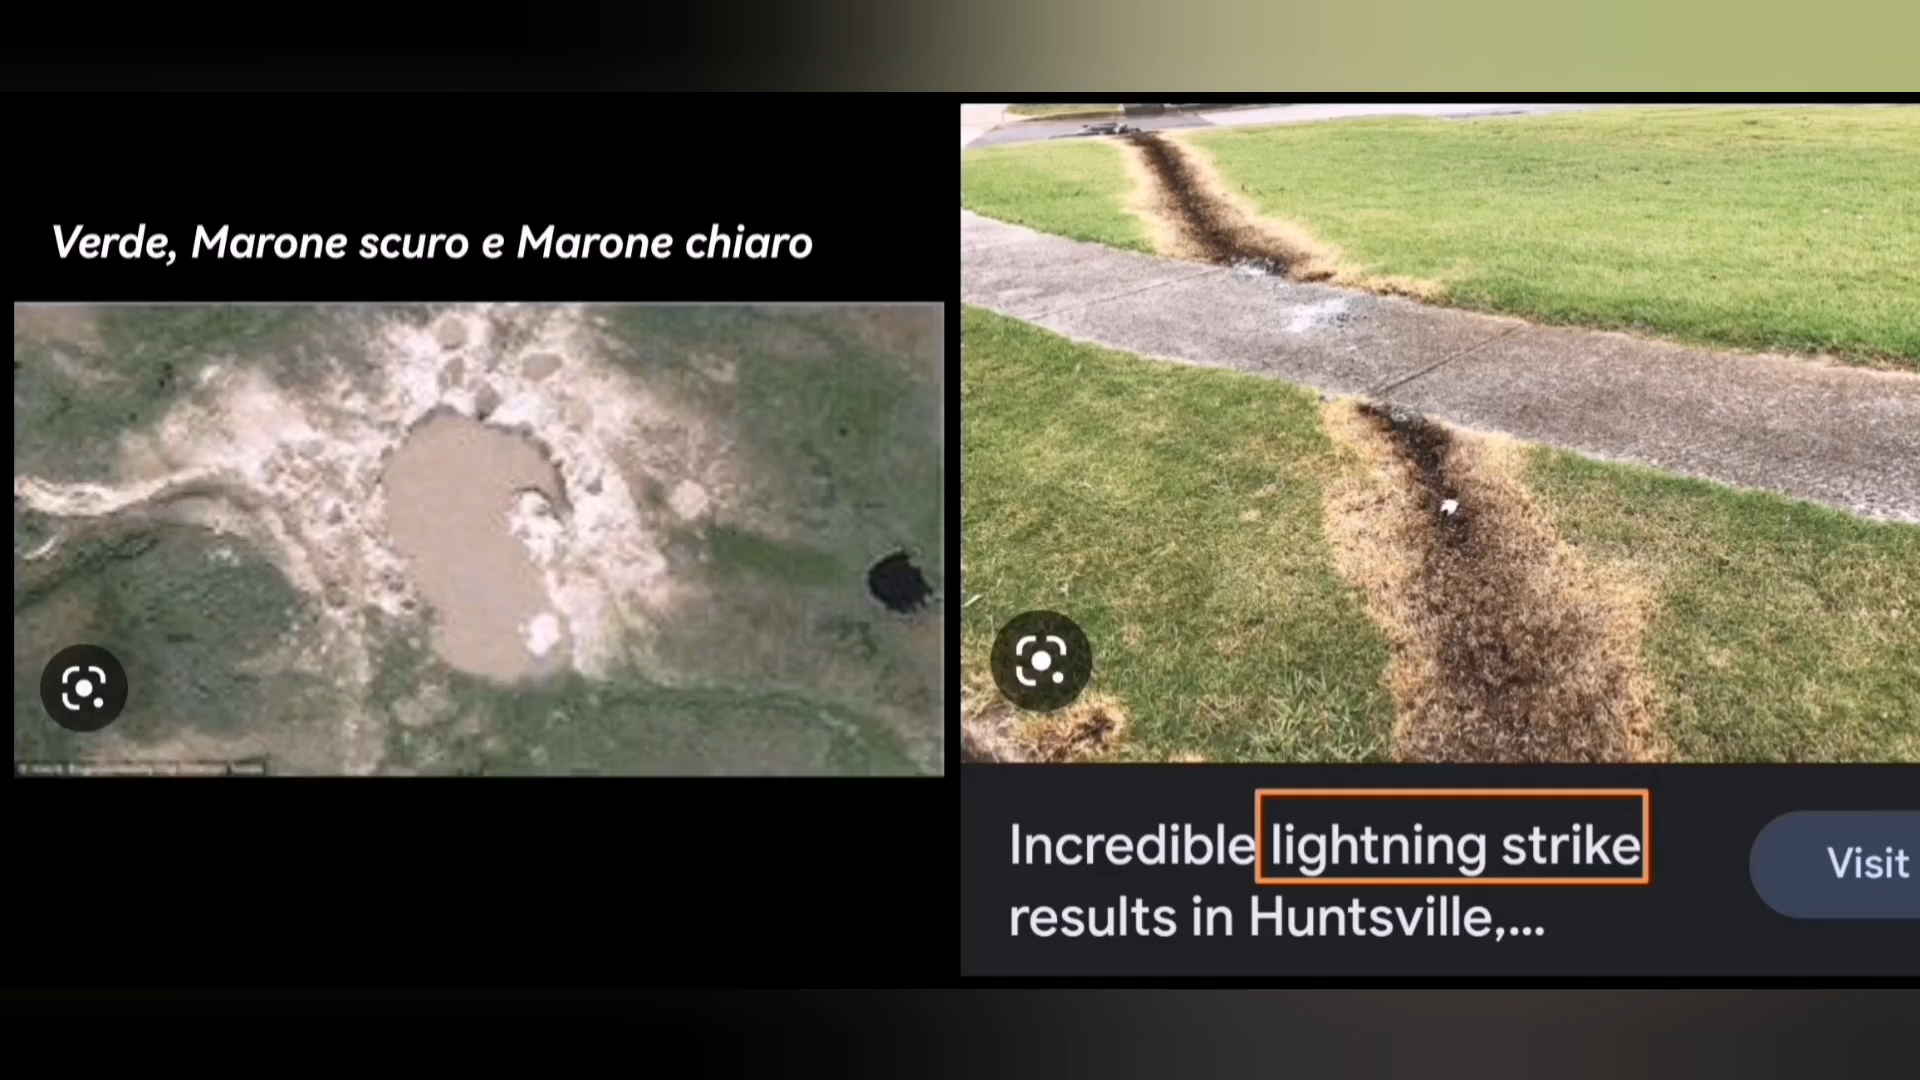 Verde, Marone scuro e Marone chiaro
Incredible lightning strike
results in Huntsville,...
Visit